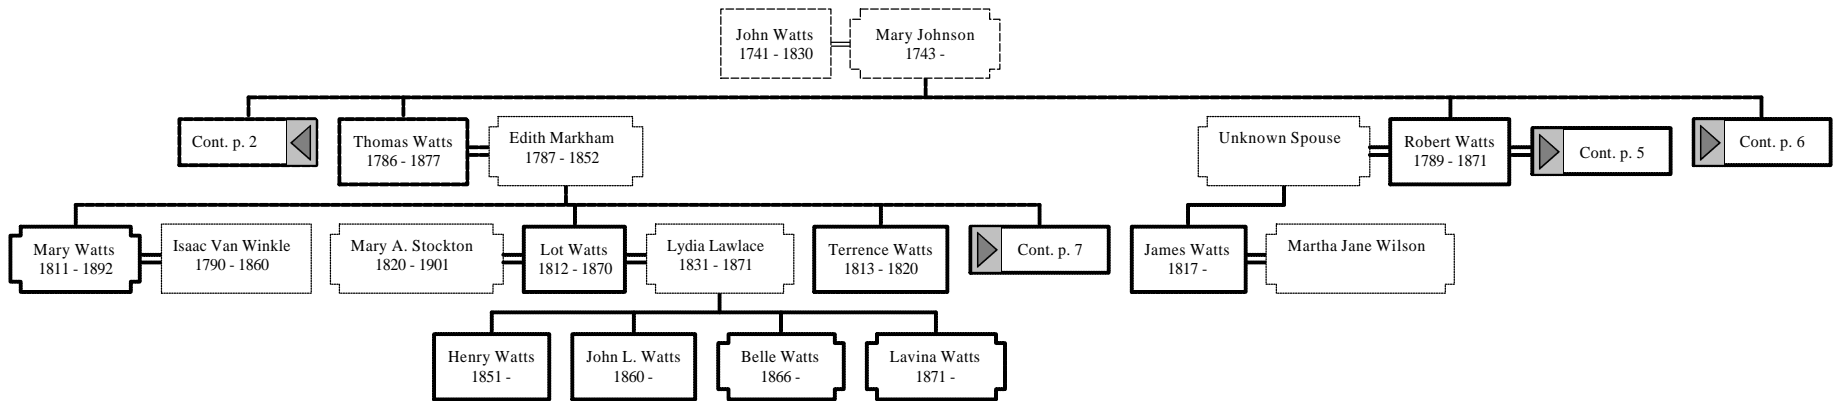 John Watts
1741 - 1830
Mary Johnson
1743 -
Cont. p. 2
Thomas Watts
1786 - 1877
Edith Markham
1787 - 1852
Unknown Spouse
Robert Watts
1789 - 1871
Cont. p. 5
Cont. p. 6
Mary Watts
1811 - 1892
Isaac Van Winkle
1790 - 1860
Mary A. Stockton
1820 - 1901
Lot Watts
1812 - 1870
Lydia Lawlace
1831 - 1871
Terrence Watts
1813 - 1820
Cont. p. 7
James Watts
1817 -
Martha Jane Wilson
Henry Watts
1851 -
John L. Watts
1860 -
Belle Watts
1866 -
Lavina Watts
1871 -